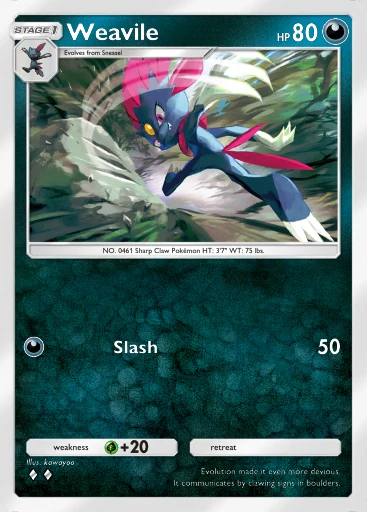 STAGE 1
Weavile
HP 80
Evolves from Sneasel
NO. 0461 Sharp Claw Pokémon HT: 3'7" WT: 75 lbs.
Slash 50
weakness +20 retreat
Illus. kawayoo
Evolution made it even more devious.
It communicates by clawing signs in boulders.